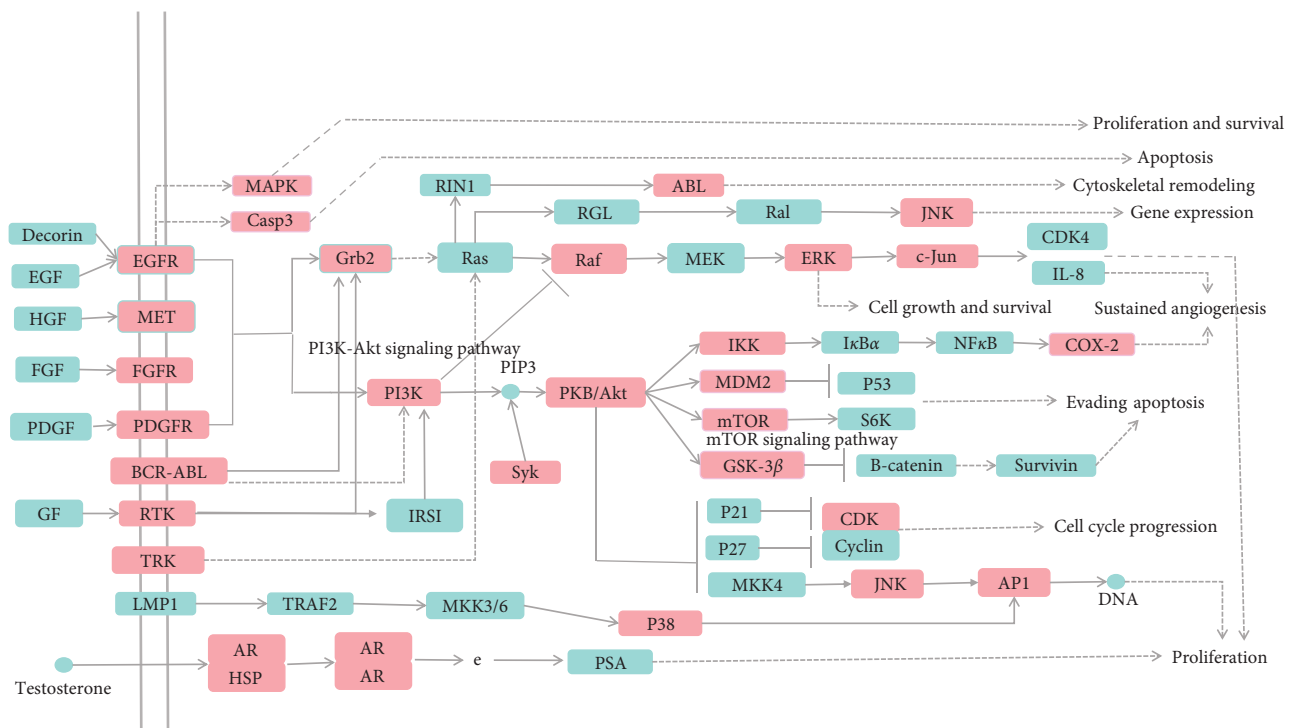 Proliferation and survival
Apoptosis
MAPK
RIN1
ABL
Cytoskeletal remodeling
Casp3
RGL
Ral
JNK
Gene expression
Decorin
EGFR
Grb2
Ras
Raf
MEK
ERK
c-Jun
CDK4
EGF
IL-8
HGF
MET
Cell growth and survival
Sustained angiogenesis
PI3K-Akt signaling pathway
IKK
IκBα
NFκB
COX-2
FGF
FGFR
PIP3
PI3K
PKB/Akt
MDM2
P53
Evading apoptosis
PDGF
PDGFR
mTOR
S6K
mTOR signaling pathway
BCR-ABL
Syk
GSK-3β
B-catenin
Survivin
GF
RTK
IRSI
P21
CDK
Cell cycle progression
P27
Cyclin
TRK
MKK4
JNK
AP1
DNA
LMP1
TRAF2
MKK3/6
P38
AR
HSP
AR
AR
e
PSA
Proliferation
Testosterone